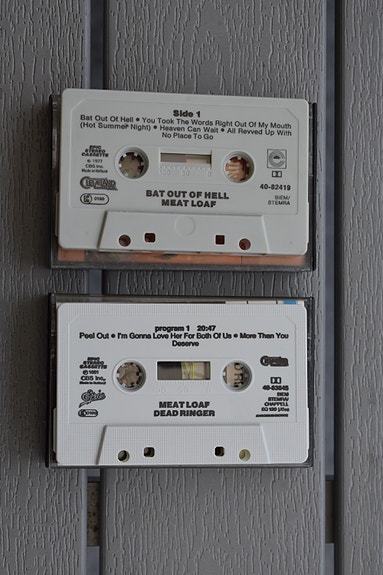 Side 1
Bat Out Of Hell • You Took The Words Right Out Of My Mouth
(Hot Summer Night) • Heaven Can Wait • All Revved Up With
No Place To Go
EPIC
STEREO
CASSETTE
℗ 1977
CBS Inc.
Made in Holland
40-82419
BAT OUT OF HELL
MEAT LOAF
BIEM/
STEMRA
program 1 20:47
Peel Out • I'm Gonna Love Her For Both Of Us • More Than You
Deserve
EPIC
STEREO
CASSETTE
℗ 1981
CBS Inc.
Made in Holland
Epic
40-83645
MEAT LOAF
DEAD RINGER
BIEM
STEMRA/
CHAPPELL